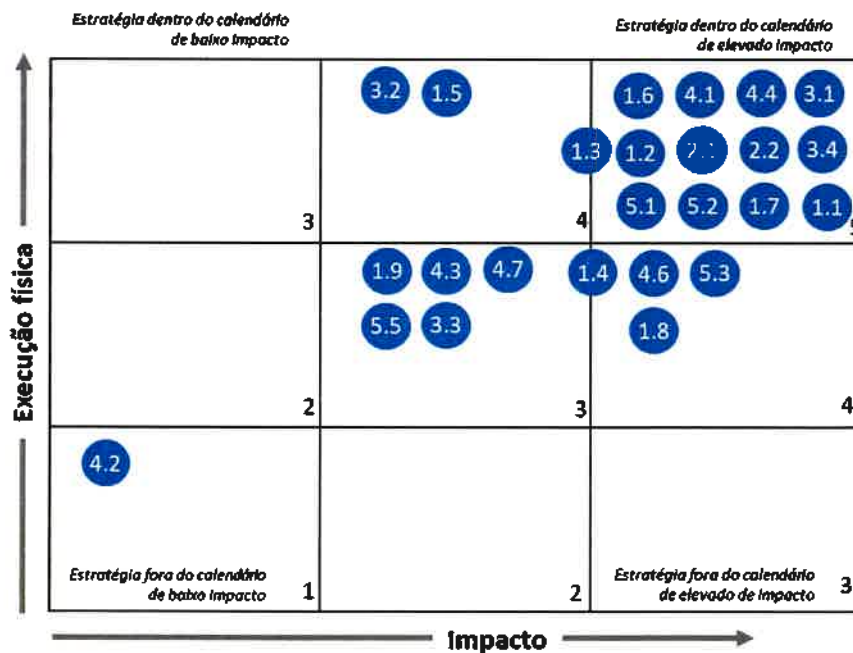 Estratégia dentro do calendário
de baixo impacto
Estratégia dentro do calendário
de elevado impacto
3.2 1.5
1.6 4.1 4.4 3.1
1.3 1.2 2.2 3.4
5.1 5.2 1.7 1.1
3 4 5
1.9 4.3 4.7
1.4 4.6 5.3
5.5 3.3
1.8
2 3 4
4.2
Estratégia fora do calendário
de baixo impacto
1 2
Estratégia fora do calendário
de elevado de impacto
3
Execução física
Impacto